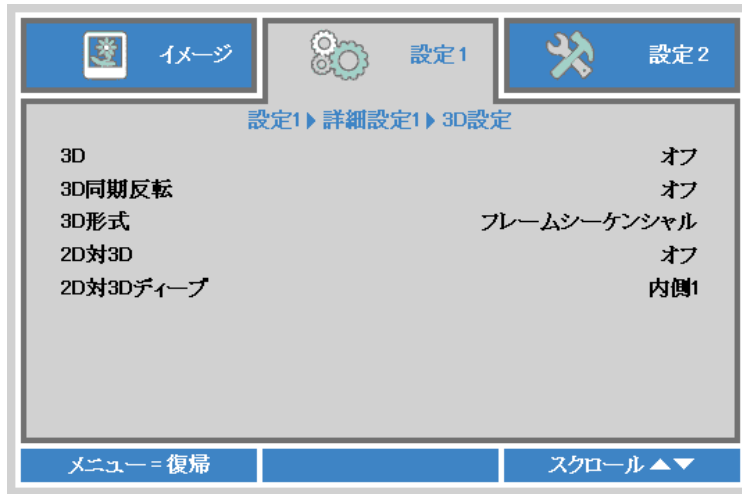 イメージ 設定1 設定2
設定1▶詳細設定1▶3D設定
3D オフ
3D同期反転 オフ
3D形式 フレームシーケンシャル
2D対3D オフ
2D対3Dディープ 内側1
メニュー=復帰 スクロール▲▼